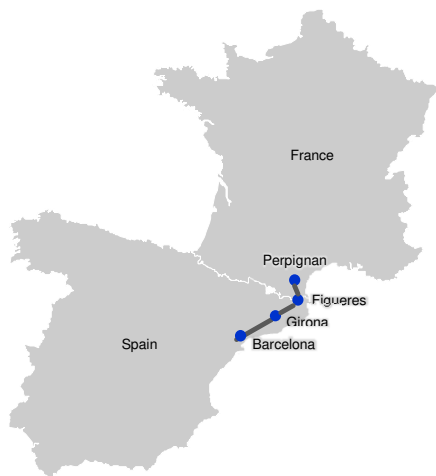 France
Perpignan
Figueres
Girona
Spain
Barcelona